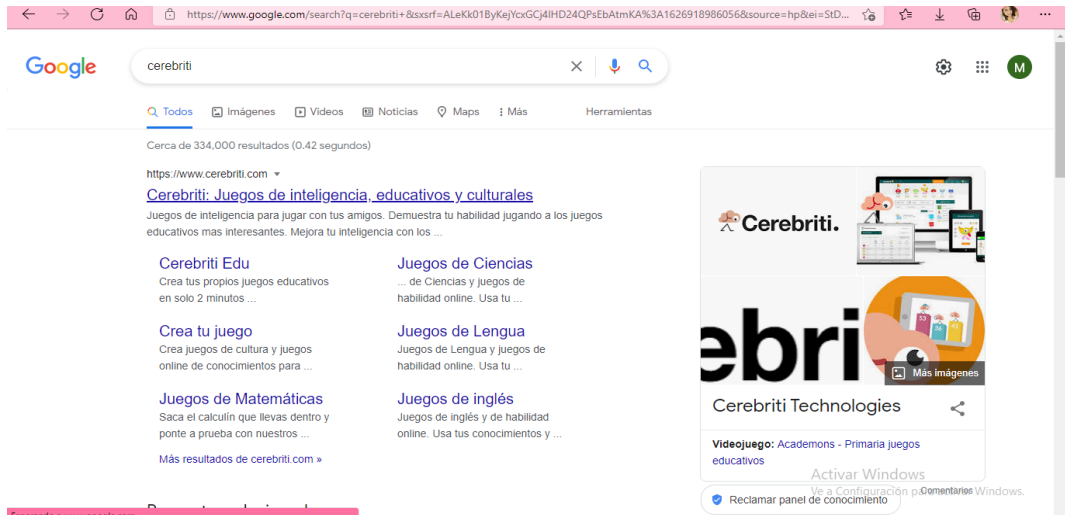 https://www.google.com/search?q=cerebriti+&sxsrf=ALeKk01ByKejYcxGCj4IHD24QPsEbAtmKA%3A1626918986056&source=hp&ei=StD...
Google
cerebriti
M
Todos Imágenes Videos Noticias Maps Más Herramientas
Cerca de 334,000 resultados (0.42 segundos)
https://www.cerebriti.com
Cerebriti: Juegos de inteligencia, educativos y culturales
Juegos de inteligencia para jugar con tus amigos. Demuestra tu habilidad jugando a los juegos
educativos mas interesantes. Mejora tu inteligencia con los ...
Cerebriti Edu
Crea tus propios juegos educativos
en solo 2 minutos ...
Juegos de Ciencias
... de Ciencias y juegos de
habilidad online. Usa tu ...
Crea tu juego
Crea juegos de cultura y juegos
online de conocimientos para ...
Juegos de Lengua
Juegos de Lengua y juegos de
habilidad online. Usa tu ...
Juegos de Matemáticas
Saca el calculín que llevas dentro y
ponte a prueba con nuestros ...
Juegos de inglés
Juegos de inglés y de habilidad
online. Usa tus conocimientos y ...
Más resultados de cerebriti.com »
Cerebriti.
ebri
53
36
Más imágenes
Cerebriti Technologies
Videojuego: Academons - Primaria juegos
educativos
Reclamar panel de conocimiento
Comentarios
Activar Windows
Ve a Configuración para activar Windows.